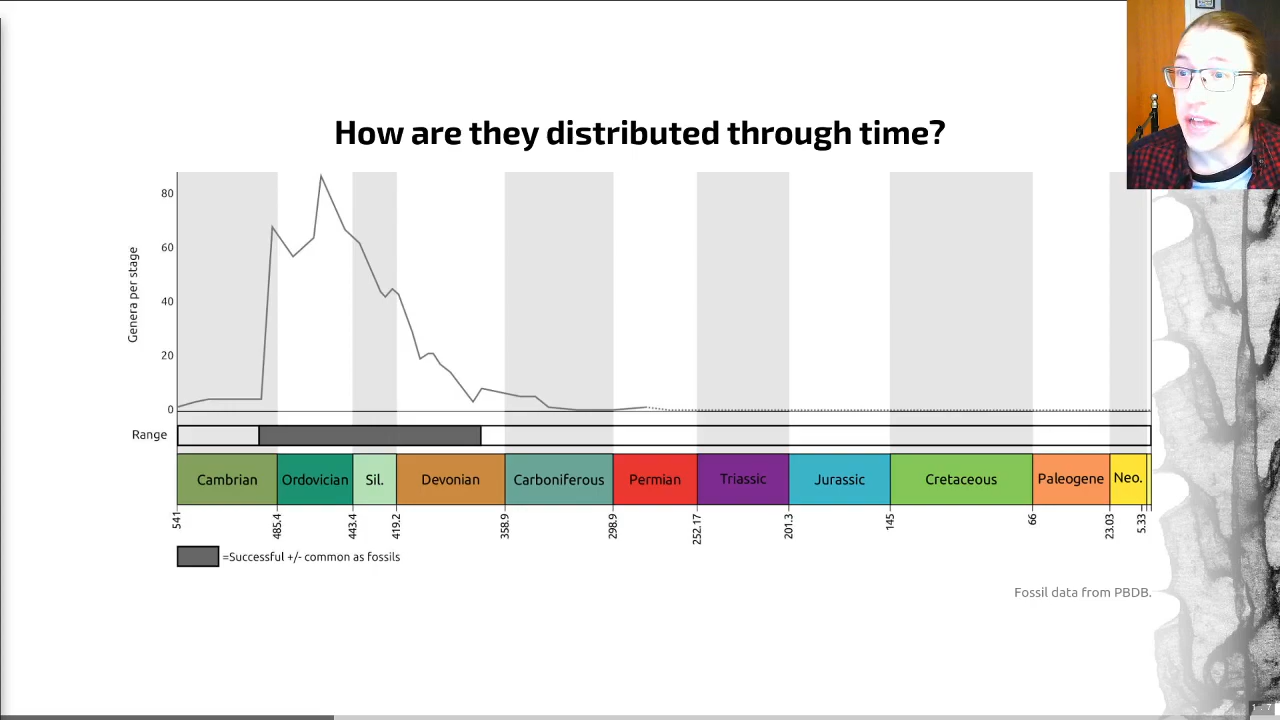 How are they distributed through time?
80
60
40
20
0
Genera per stage
Range
Cambrian
Ordovician
Sil.
Devonian
Carboniferous
Permian
Triassic
Jurassic
Cretaceous
Paleogene
Neo.
541
485.4
443.4
419.2
358.9
298.9
252.17
201.3
145
66
23.03
5.33
=Successful +/- common as fossils
Fossil data from PBDB.
1 / 7